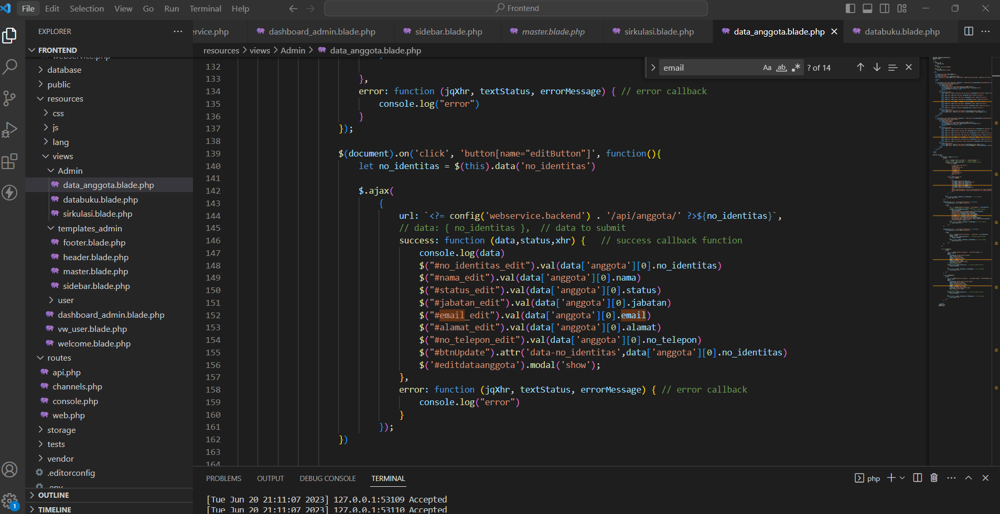 File Edit Selection View Go Run Terminal Help
Frontend
EXPLORER
ervice.php dashboard_admin.blade.php sidebar.blade.php master.blade.php sirkulasi.blade.php data_anggota.blade.php databuku.blade.php
resources > views > Admin > data_anggota.blade.php
FRONTEND
webservice.php
database
public
resources
css
js
lang
views
Admin
data_anggota.blade.php
databuku.blade.php
sirkulasi.blade.php
templates_admin
footer.blade.php
header.blade.php
master.blade.php
sidebar.blade.php
user
dashboard_admin.blade.php
vw_user.blade.php
welcome.blade.php
routes
api.php
channels.php
console.php
web.php
storage
tests
vendor
.editorconfig
.env
OUTLINE
TIMELINE
1
email Aa ab .* ? of 14
132
133 },
134 error: function (jqXhr, textStatus, errorMessage) { // error callback
135 console.log("error")
136 }
137 });
138
139 $(document).on('click', 'button[name="editButton"]', function(){
140 let no_identitas = $(this).data('no_identitas')
141
142 $.ajax(
143 {
144 url: `<?= config('webservice.backend') . '/api/anggota/' ?>${no_identitas}`,
145 // data: { no_identitas }, // data to submit
146 success: function (data,status,xhr) { // success callback function
147 console.log(data)
148 $("#no_identitas_edit").val(data['anggota'][0].no_identitas)
149 $("#nama_edit").val(data['anggota'][0].nama)
150 $("#status_edit").val(data['anggota'][0].status)
151 $("#jabatan_edit").val(data['anggota'][0].jabatan)
152 $("#email_edit").val(data['anggota'][0].email)
153 $("#alamat_edit").val(data['anggota'][0].alamat)
154 $("#no_telepon_edit").val(data['anggota'][0].no_telepon)
155 $("#btnUpdate").attr('data-no_identitas',data['anggota'][0].no_identitas)
156 $('#editdataanggota').modal('show');
157 },
158 error: function (jqXhr, textStatus, errorMessage) { // error callback
159 console.log("error")
160 }
161 });
162 })
163
164
PROBLEMS OUTPUT DEBUG CONSOLE TERMINAL
php
[Tue Jun 20 21:11:07 2023] 127.0.0.1:53109 Accepted
[Tue Jun 20 21:11:07 2023] 127.0.0.1:53110 Accepted